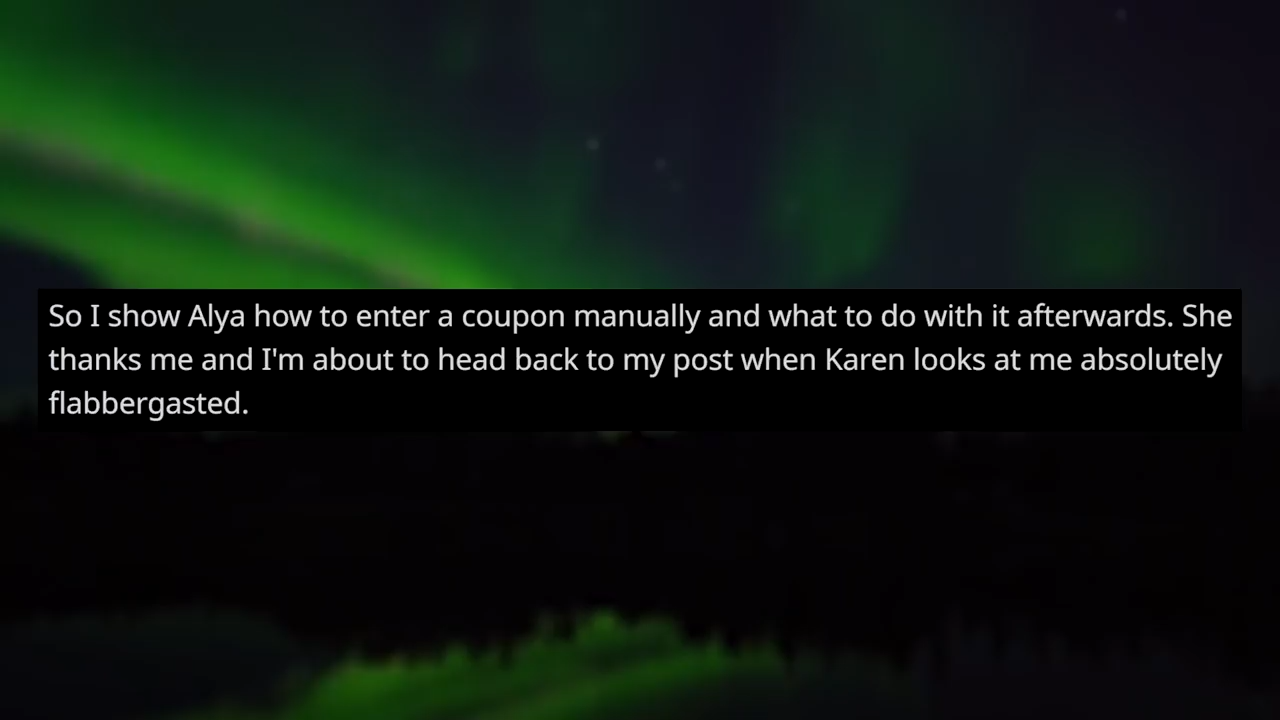 So I show Alya how to enter a coupon manually and what to do with it afterwards. She
thanks me and I'm about to head back to my post when Karen looks at me absolutely
flabbergasted.